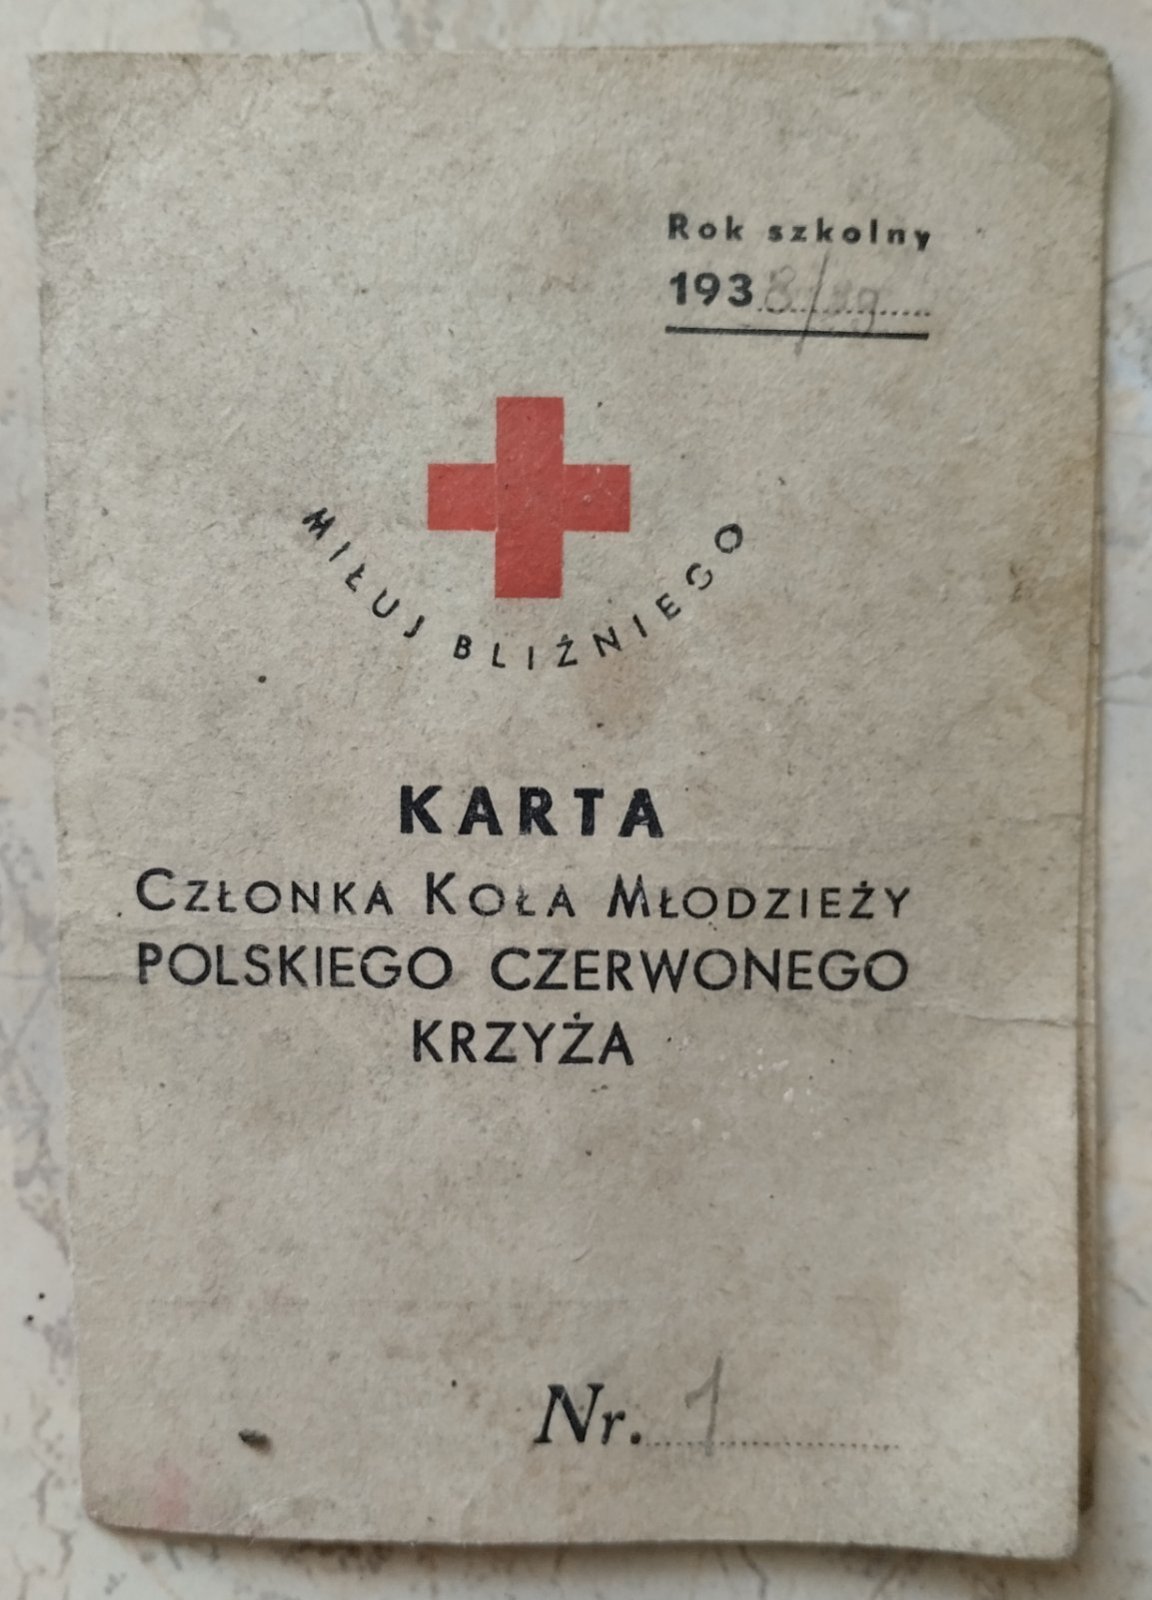 Rok szkolny
1938/39
MIŁUJ BLIŹNIEGO
KARTA
CZŁONKA KOŁA MŁODZIEŻY
POLSKIEGO CZERWONEGO
KRZYŻA
Nr. 1